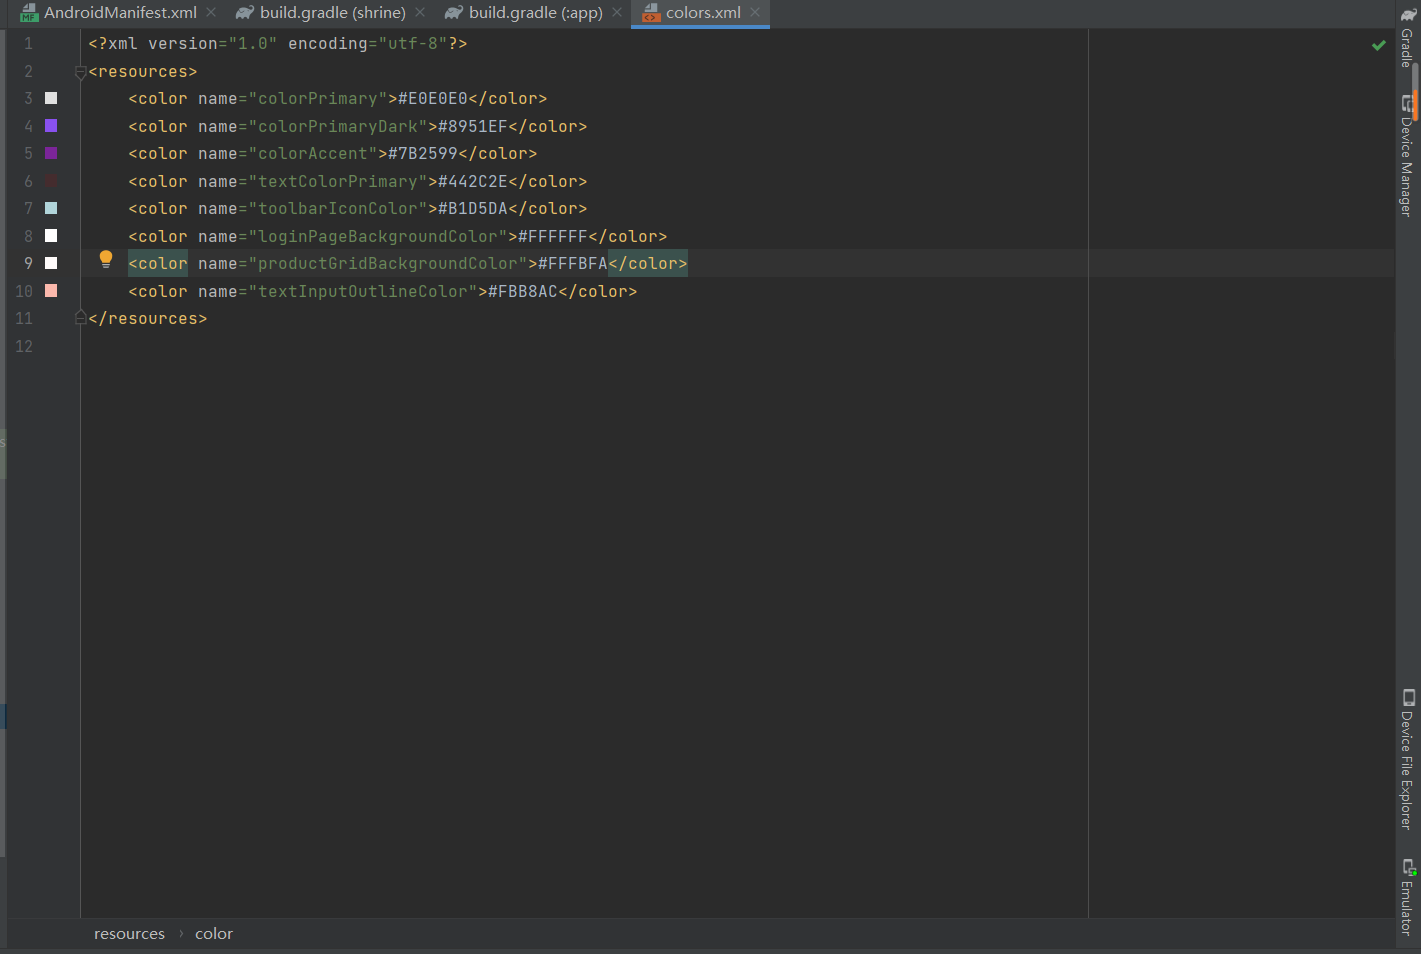 AndroidManifest.xml build.gradle (shrine) build.gradle (:app) colors.xml
1 <?xml version="1.0" encoding="utf-8"?>
2 <resources>
3 <color name="colorPrimary">#E0E0E0</color>
4 <color name="colorPrimaryDark">#8951EF</color>
5 <color name="colorAccent">#7B2599</color>
6 <color name="textColorPrimary">#442C2E</color>
7 <color name="toolbarIconColor">#B1D5DA</color>
8 <color name="loginPageBackgroundColor">#FFFFFF</color>
9 <color name="productGridBackgroundColor">#FFFBFA</color>
10 <color name="textInputOutlineColor">#FBB8AC</color>
11 </resources>
12
resources › color
Gradle
Device Manager
Device File Explorer
Emulator